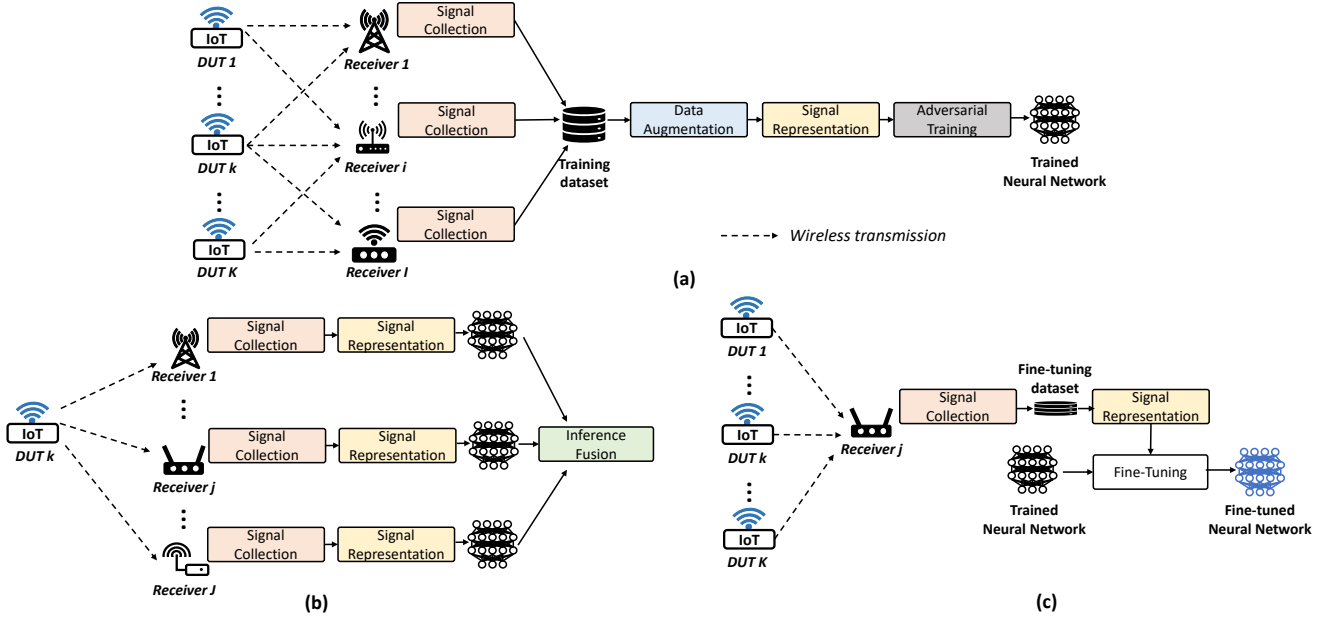 IoT
DUT 1
IoT
DUT k
IoT
DUT K
Receiver 1
Receiver i
Receiver I
Signal
Collection
Signal
Collection
Signal
Collection
Training
dataset
Data
Augmentation
Signal
Representation
Adversarial
Training
Trained
Neural Network
Wireless transmission
(a)
IoT
DUT k
Receiver 1
Receiver j
Receiver J
Signal
Collection
Signal
Representation
Signal
Collection
Signal
Representation
Signal
Collection
Signal
Representation
Inference
Fusion
(b)
IoT
DUT 1
IoT
DUT k
IoT
DUT K
Receiver j
Signal
Collection
Fine-tuning
dataset
Signal
Representation
Trained
Neural Network
Fine-Tuning
Fine-tuned
Neural Network
(c)